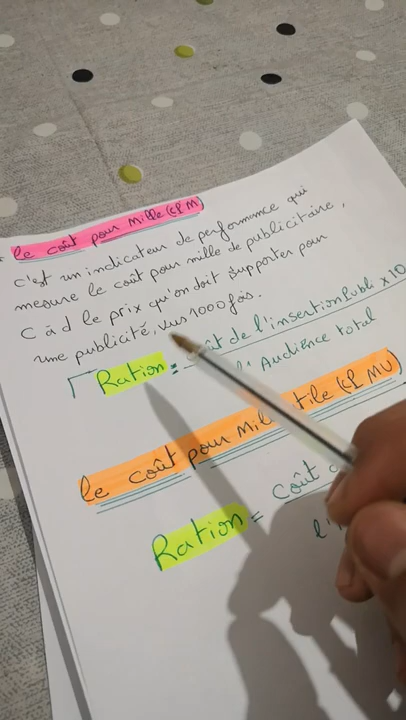 le coût pour Mille (CPM)
C'est un indicateur de performance qui
mesure le coût pour mille de publicitaire,
C à d le prix qu'on doit supporter pour
une publicité, vus 1000 fois.
Ration = de l'insertion Publi x 10
Audience total
le coût pour Mil tile (CPMU)
Ration = coût